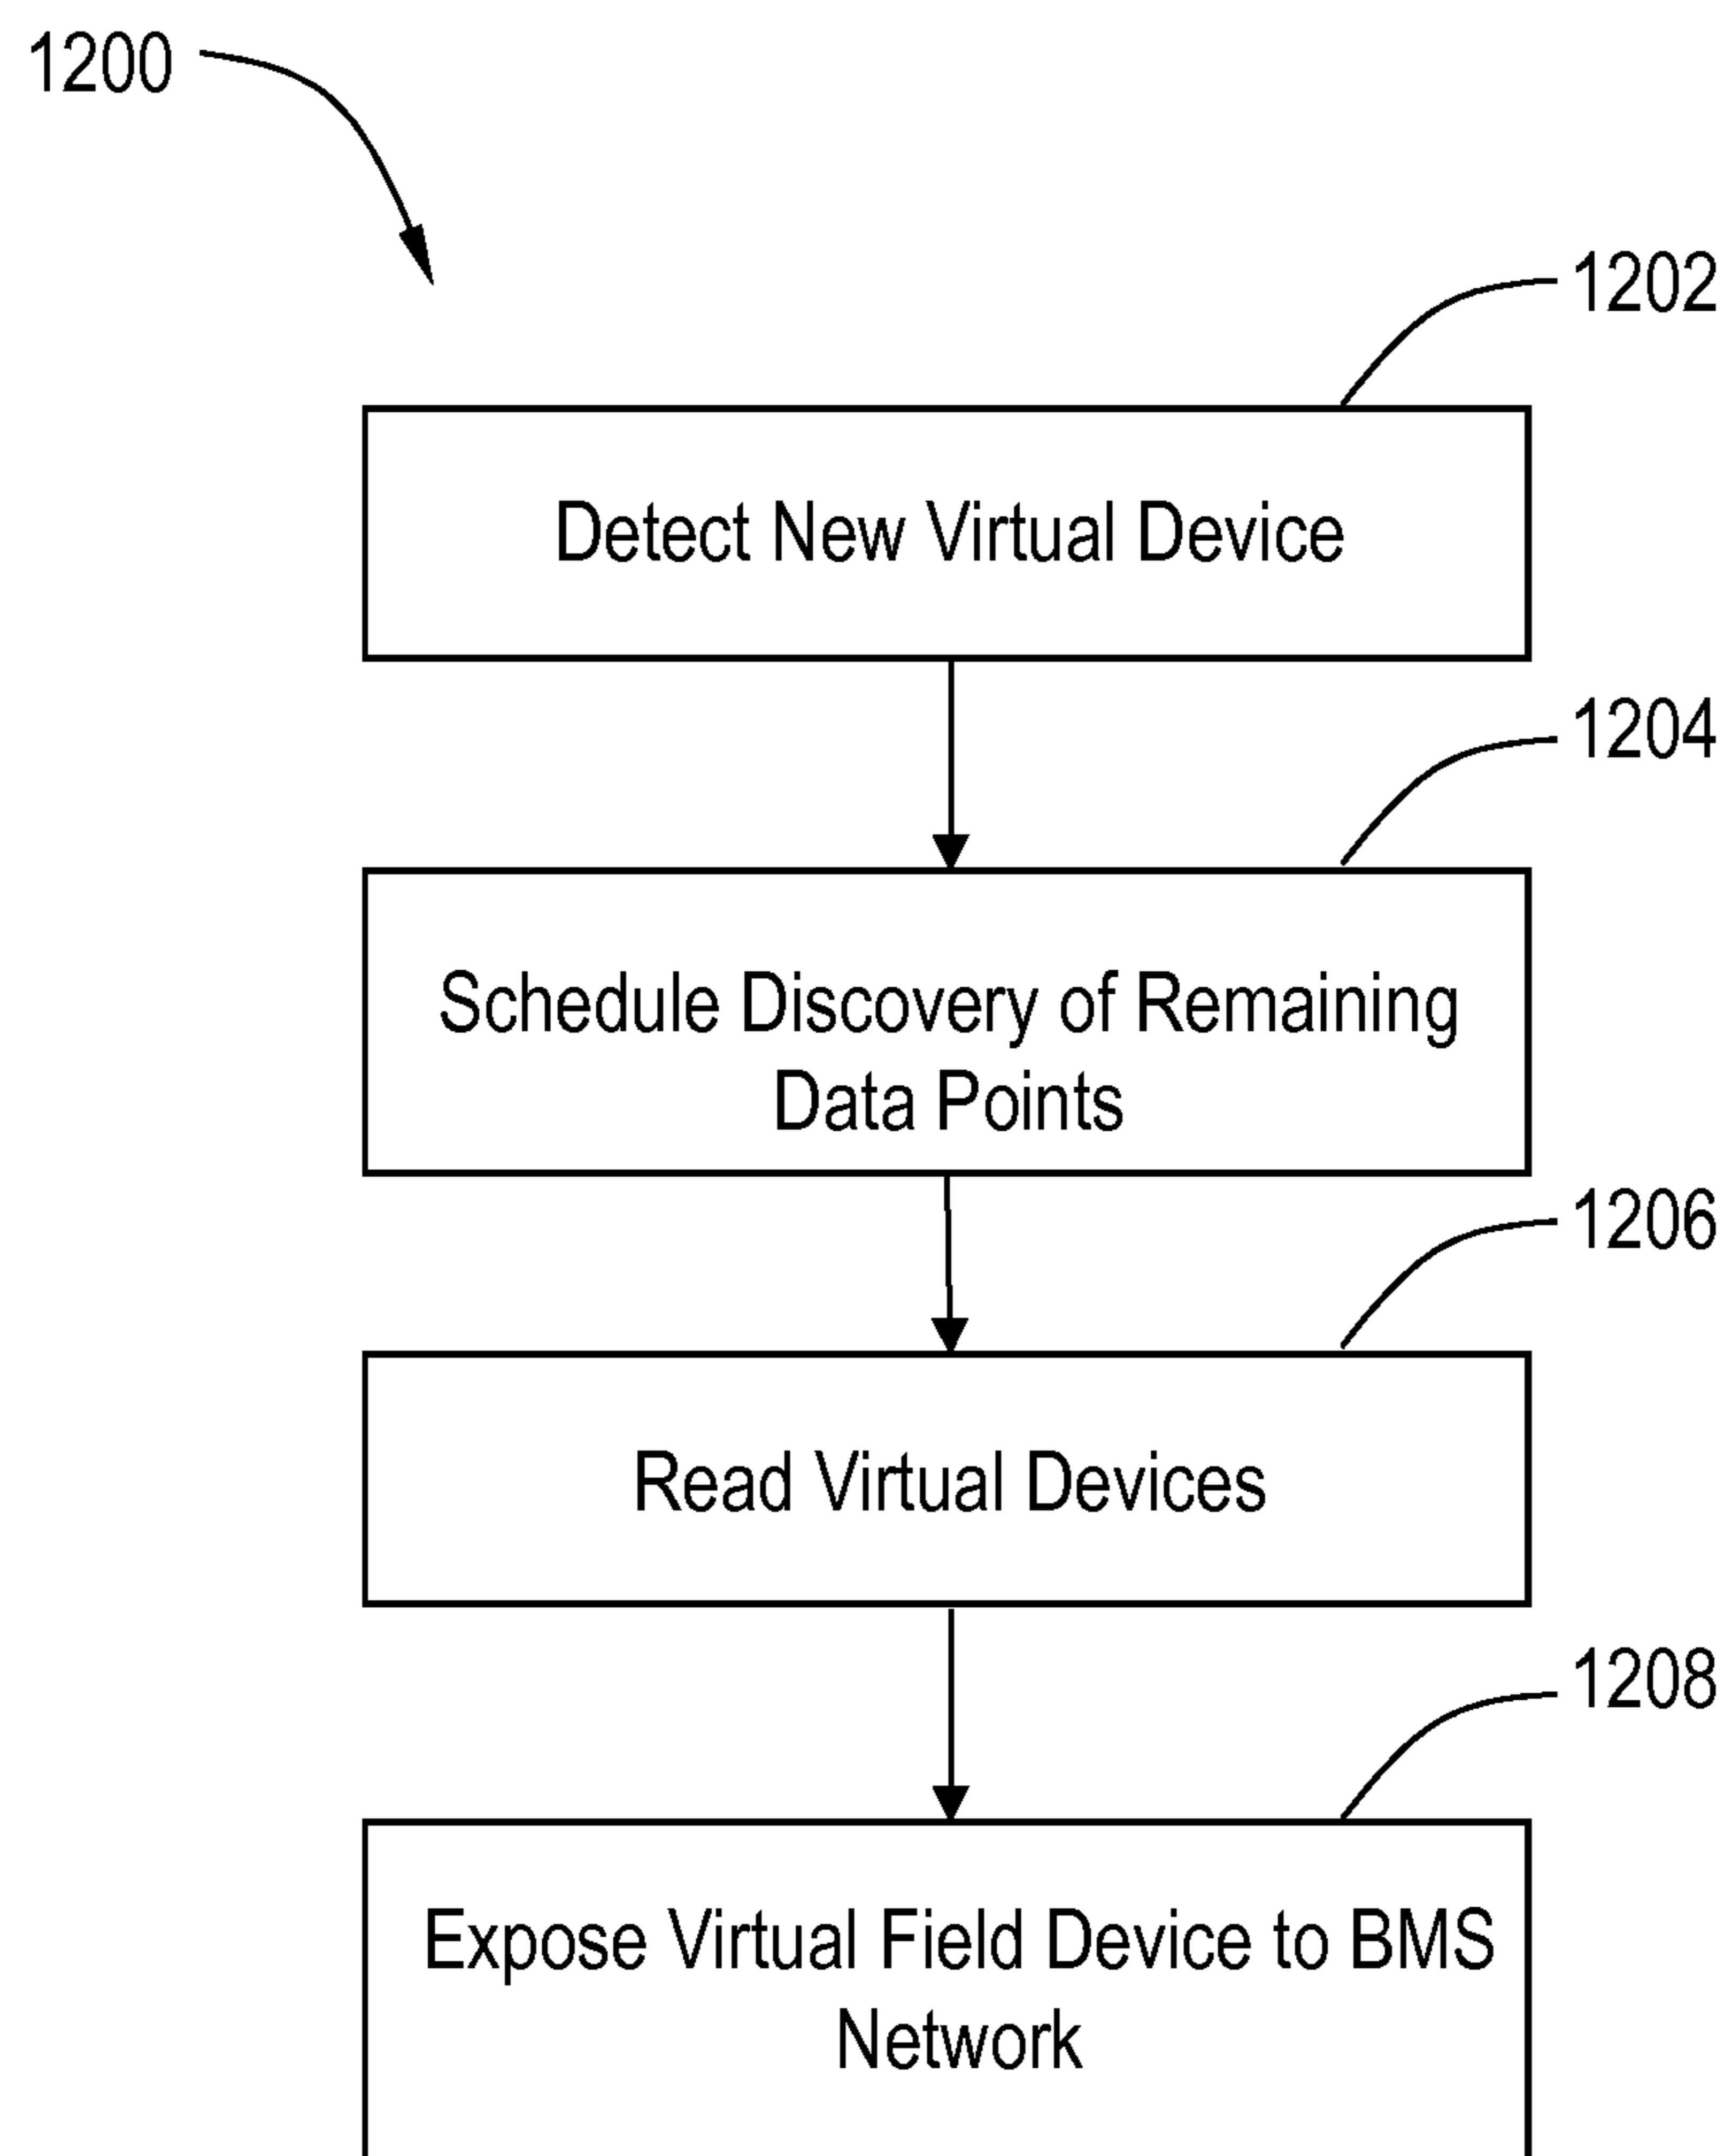 1200
1202
Detect New Virtual Device
1204
Schedule Discovery of Remaining
Data Points
1206
Read Virtual Devices
1208
Expose Virtual Field Device to BMS
Network